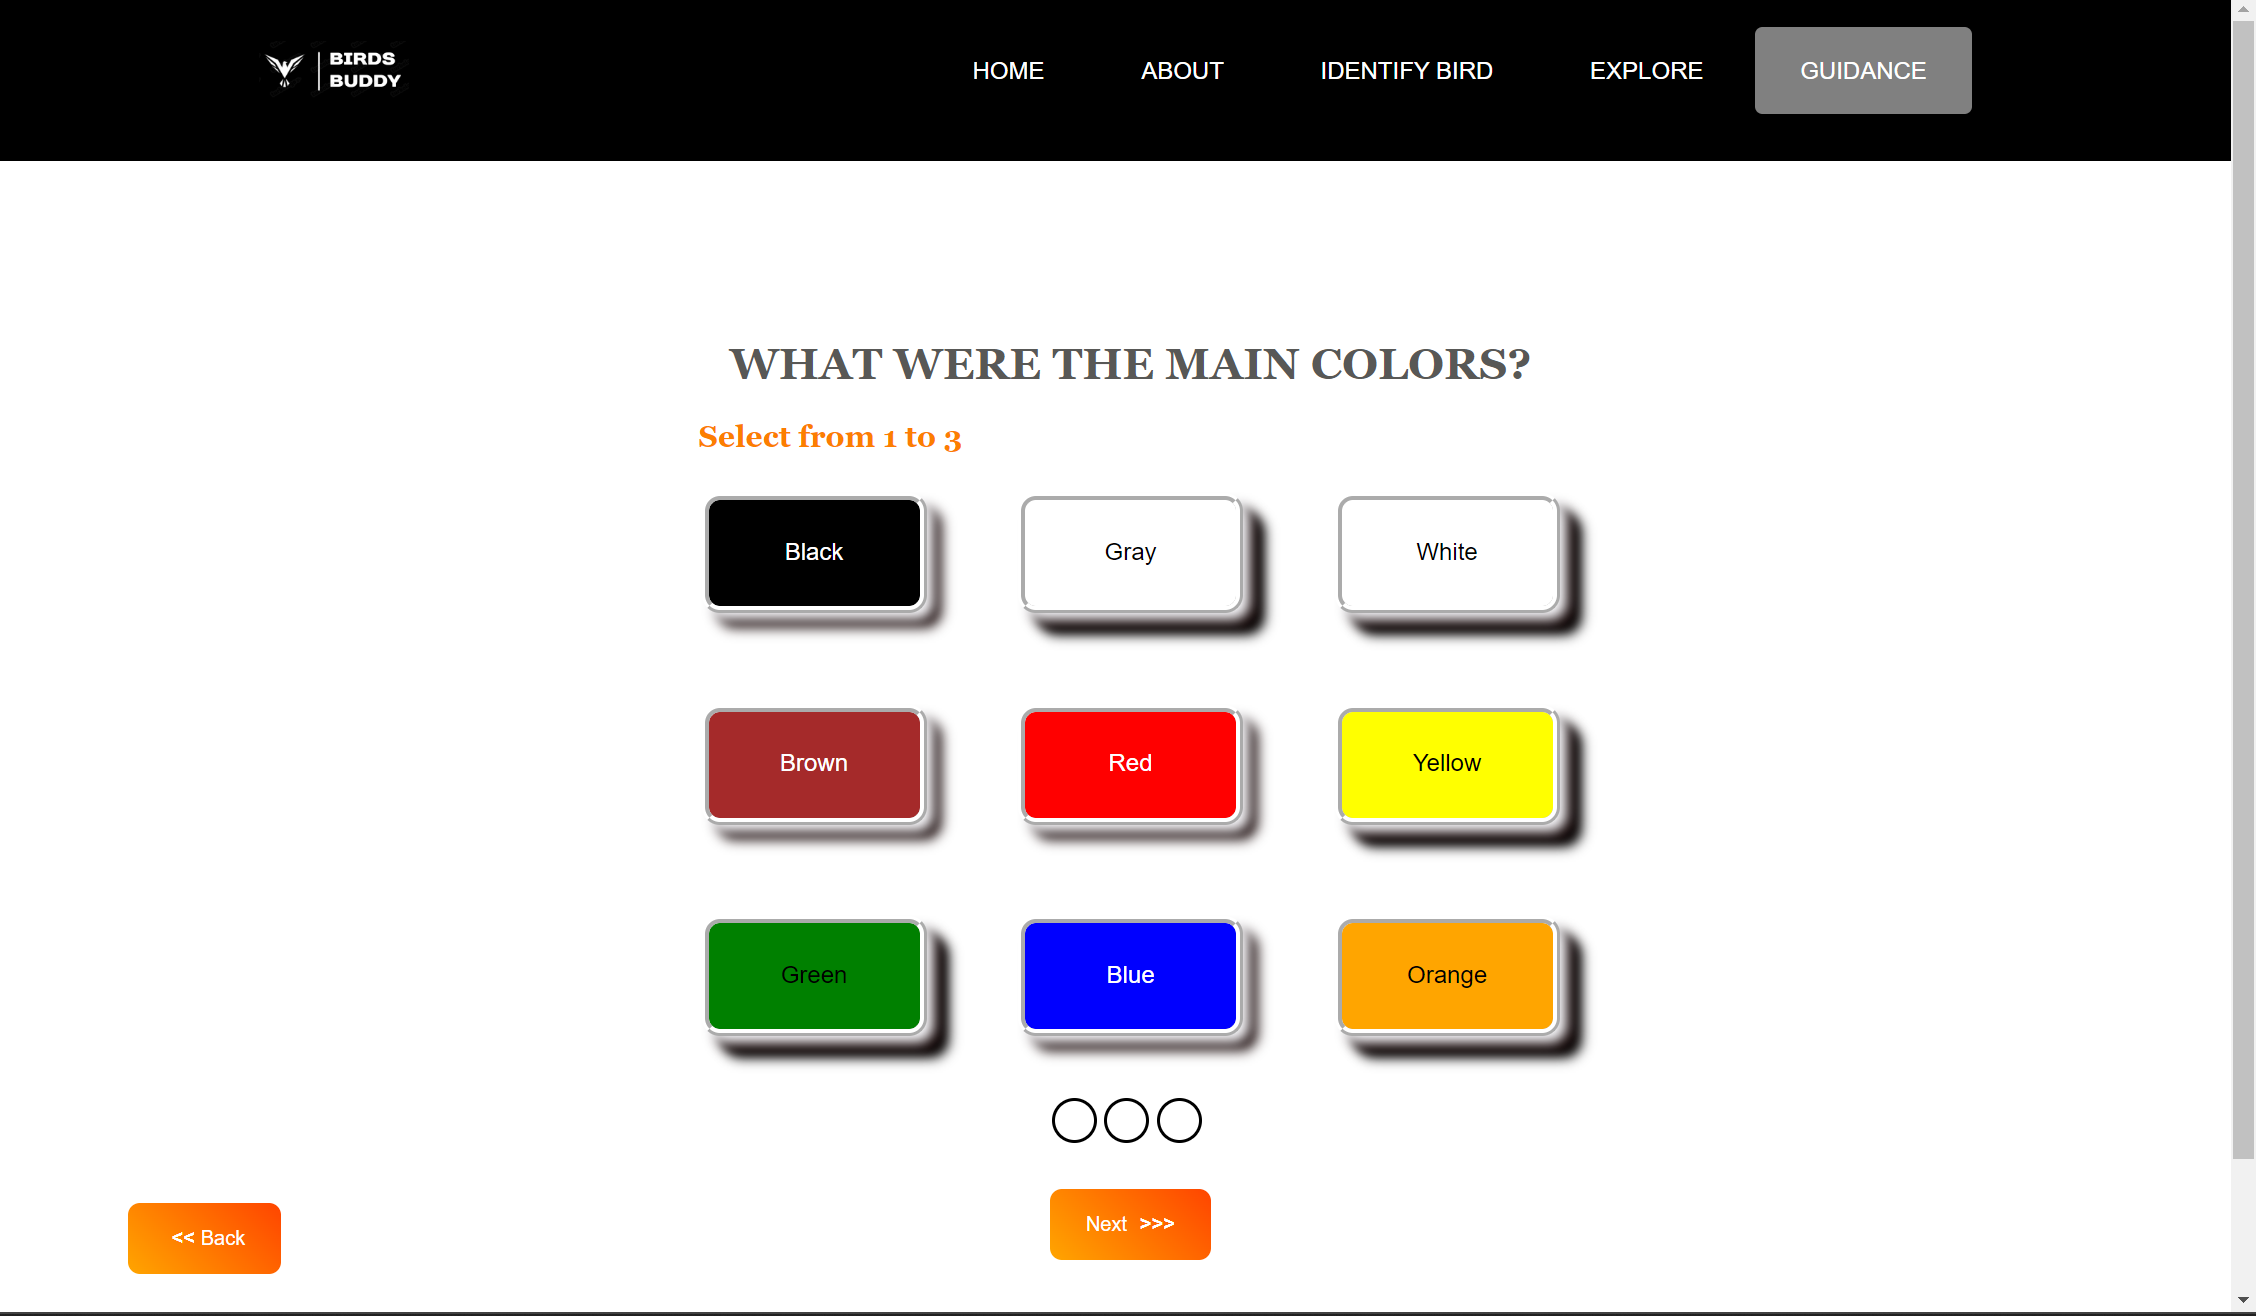 BIRDS
BUDDY
HOME ABOUT IDENTIFY BIRD EXPLORE GUIDANCE
WHAT WERE THE MAIN COLORS?
Select from 1 to 3
Black Gray White
Brown Red Yellow
Green Blue Orange
Next >>>
<< Back